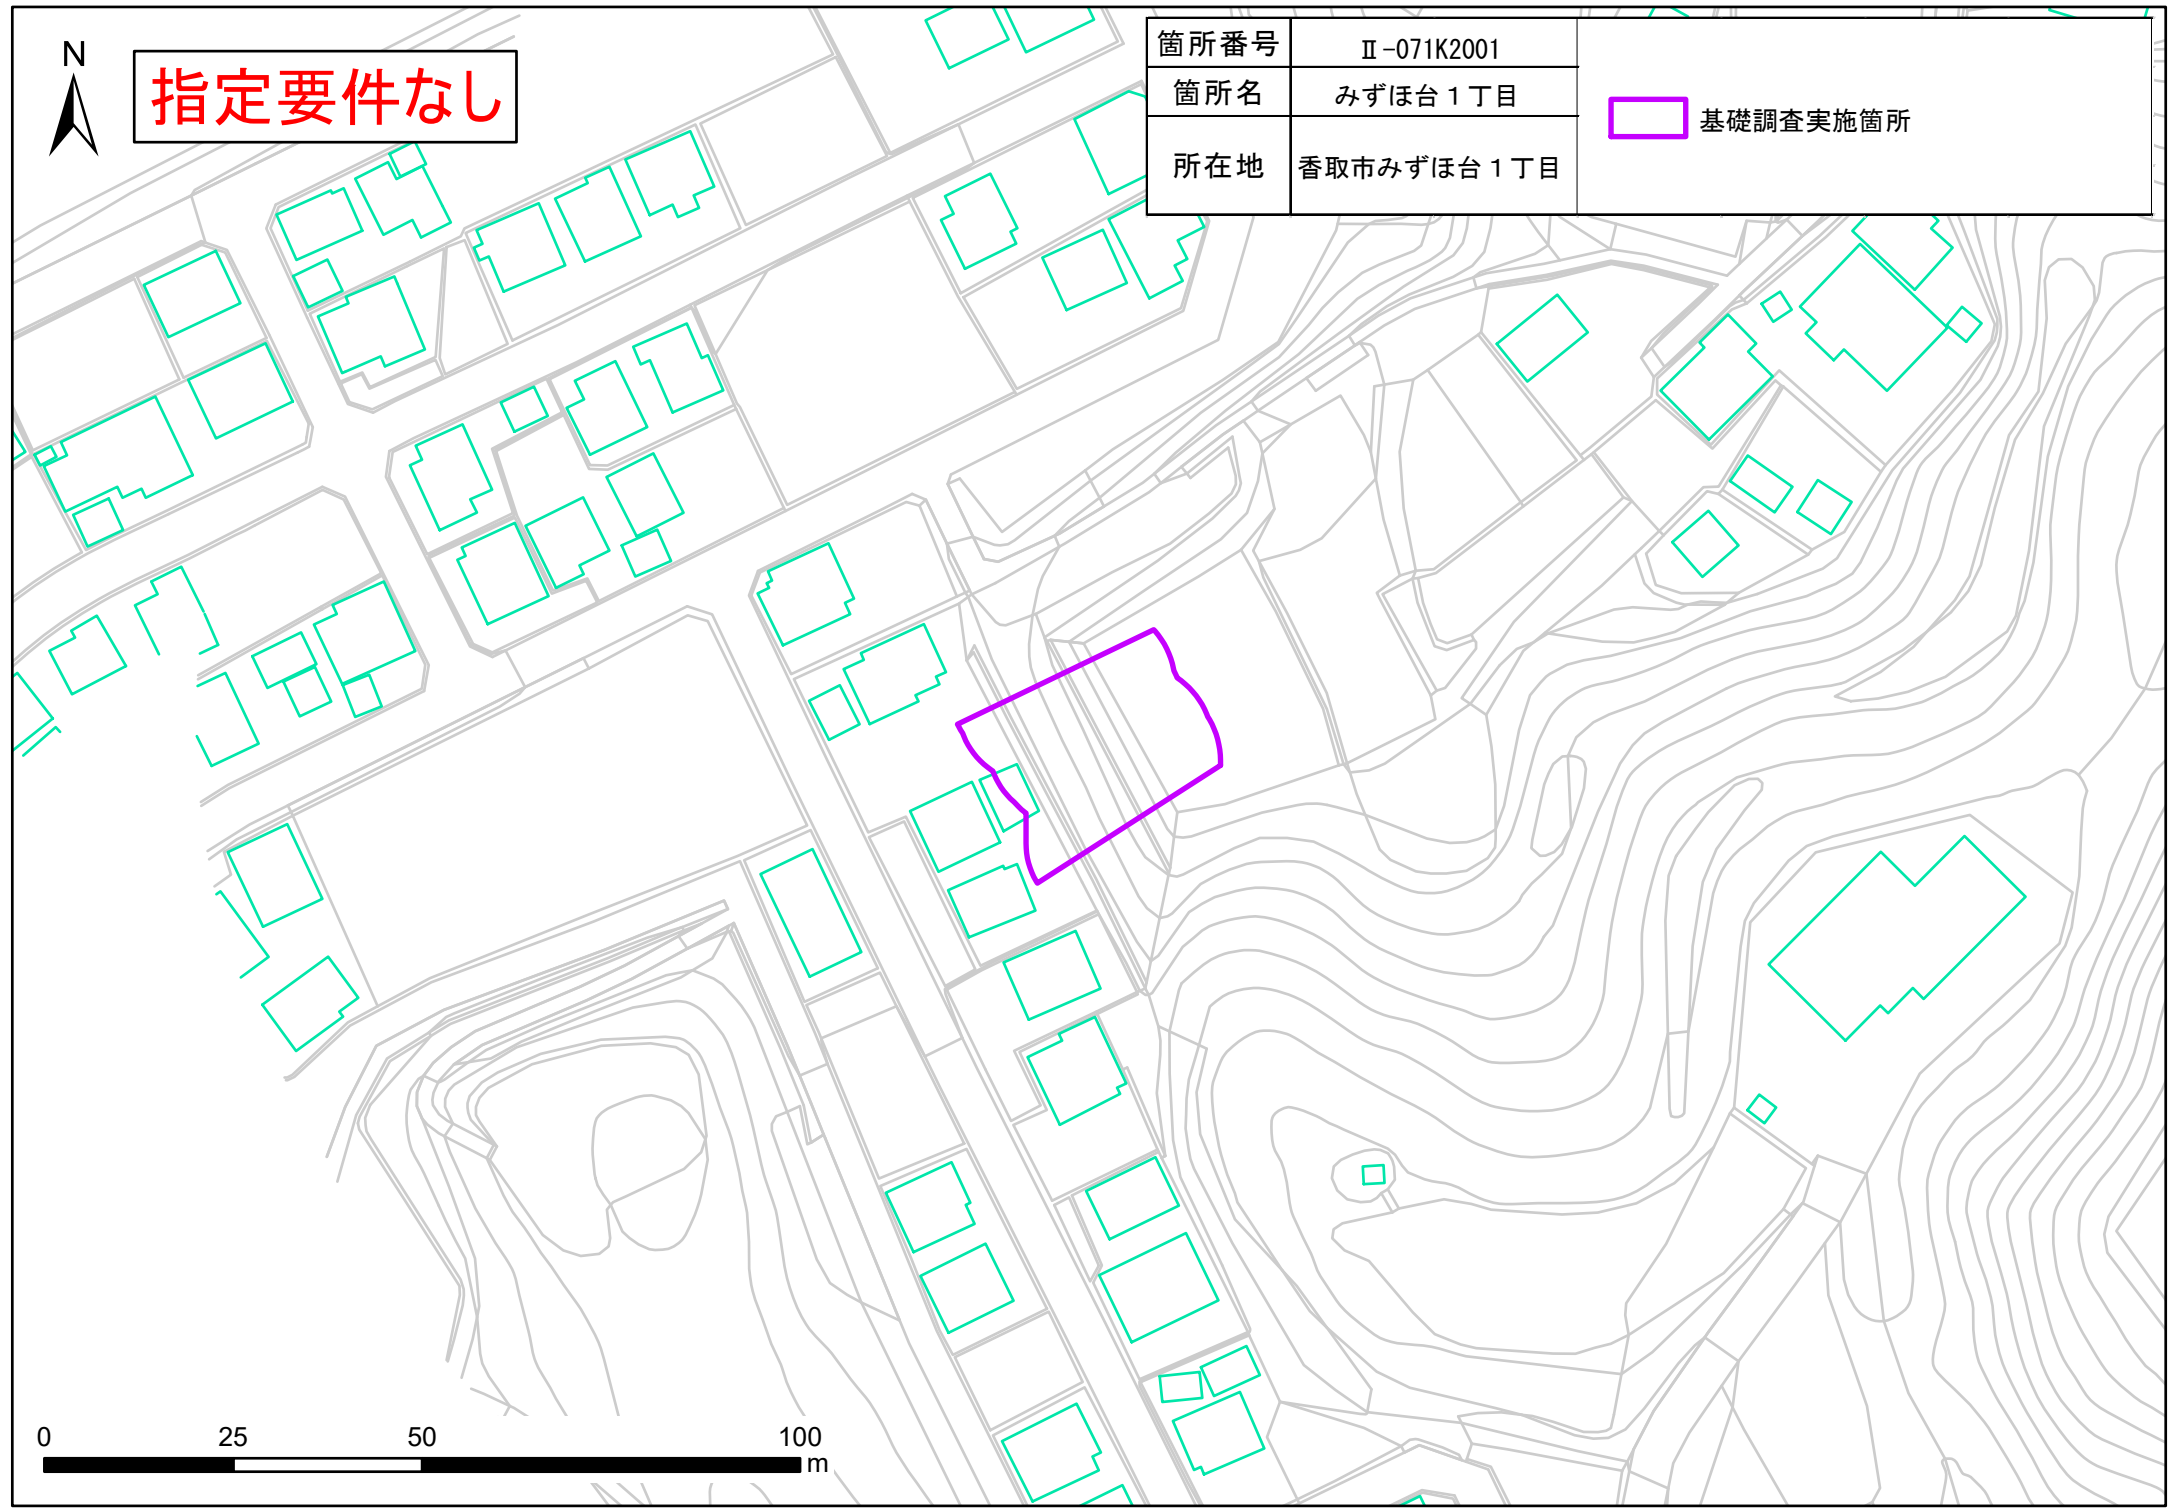 N
指定要件なし
箇所番号 Ⅱ-071K2001
箇所名 みずほ台1丁目
所在地 香取市みずほ台1丁目
基礎調査実施箇所
0 25 50 100
m